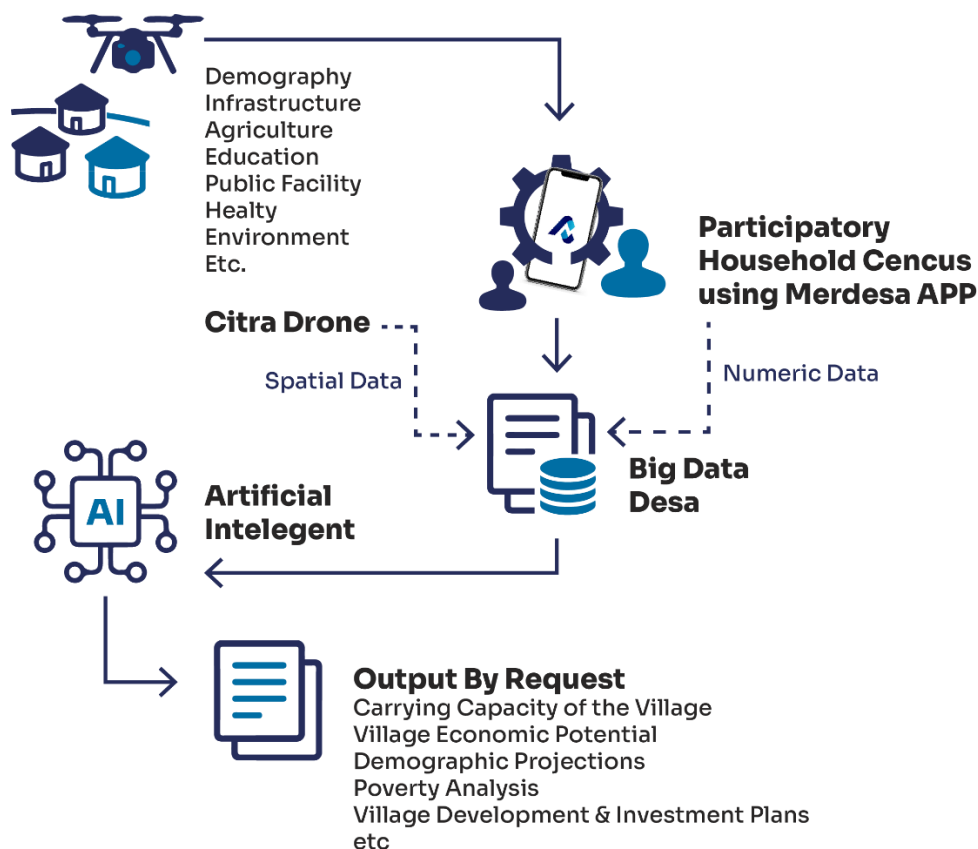 Demography
Infrastructure
Agriculture
Education
Public Facility
Healty
Environment
Etc.
Participatory
Household Cencus
using Merdesa APP
Citra Drone
Spatial Data
Numeric Data
Big Data
Desa
AI
Artificial
Intelegent
Output By Request
Carrying Capacity of the Village
Village Economic Potential
Demographic Projections
Poverty Analysis
Village Development & Investment Plans
etc